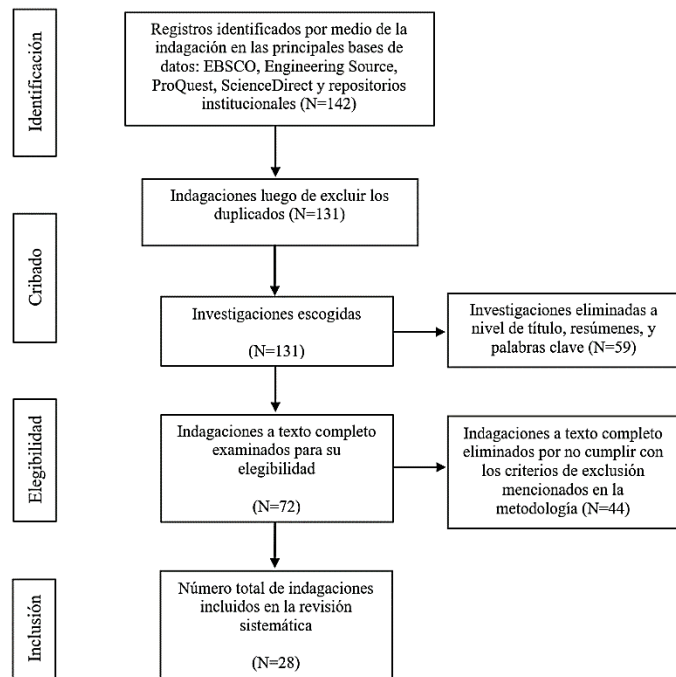 Identificación
Registros identificados por medio de la
indagación en las principales bases de
datos: EBSCO, Engineering Source,
ProQuest, ScienceDirect y repositorios
institucionales (N=142)
Cribado
Indagaciones luego de excluir los
duplicados (N=131)
Investigaciones escogidas
(N=131)
Investigaciones eliminadas a
nivel de título, resúmenes, y
palabras clave (N=59)
Elegibilidad
Indagaciones a texto completo
examinados para su
elegibilidad
(N=72)
Indagaciones a texto completo
eliminados por no cumplir con
los criterios de exclusión
mencionados en la
metodología (N=44)
Inclusión
Número total de indagaciones
incluidos en la revisión
sistemática
(N=28)